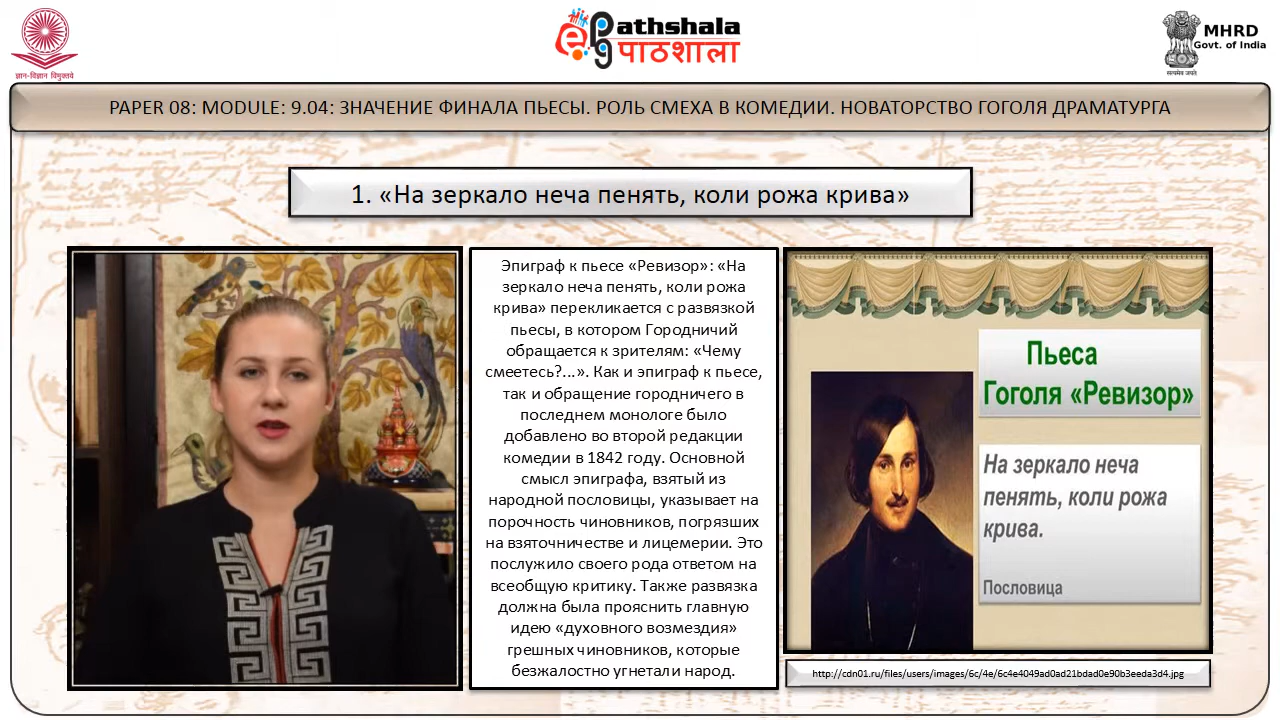 ज्ञान-विज्ञान विमुक्तये
ePg Pathshala
पाठशाला
MHRD
Govt. of India
सत्यमेव जयते
PAPER 08: MODULE: 9.04: ЗНАЧЕНИЕ ФИНАЛА ПЬЕСЫ. РОЛЬ СМЕХА В КОМЕДИИ. НОВАТОРСТВО ГОГОЛЯ ДРАМАТУРГА
1. «На зеркало неча пенять, коли рожа крива»
Эпиграф к пьесе «Ревизор»: «На
зеркало неча пенять, коли рожа
крива» перекликается с развязкой
пьесы, в котором Городничий
обращается к зрителям: «Чему
смеетесь?...». Как и эпиграф к пьесе,
так и обращение городничего в
последнем монологе было
добавлено во второй редакции
комедии в 1842 году. Основной
смысл эпиграфа, взятый из
народной пословицы, указывает на
порочность чиновников, погрязших
на взяточничестве и лицемерии. Это
послужило своего рода ответом на
всеобщую критику. Также развязка
должна была прояснить главную
идею «духовного возмездия»
грешных чиновников, которые
безжалостно угнетали народ.
Пьеса
Гоголя «Ревизор»
На зеркало неча
пенять, коли рожа
крива.
Пословица
http://cdn01.ru/files/users/images/6c/4e/6c4e4049ad0ad21bdad0e90b3eeda3d4.jpg